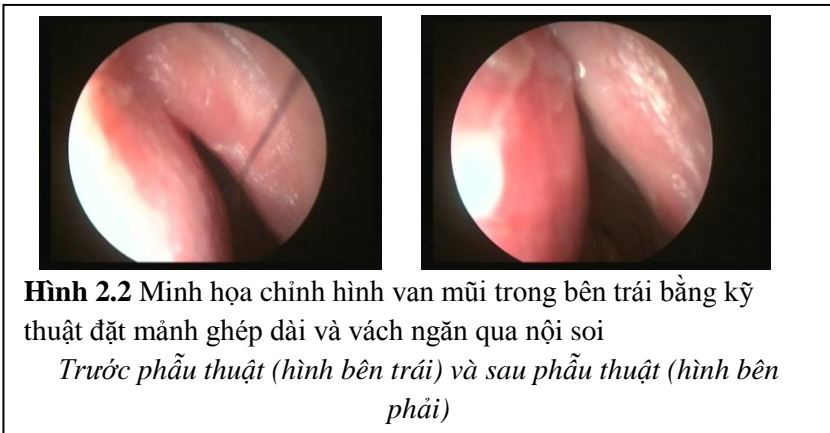 Hình 2.2 Minh họa chỉnh hình van mũi trong bên trái bằng kỹ
thuật đặt mảnh ghép dài và vách ngăn qua nội soi
Trước phẫu thuật (hình bên trái) và sau phẫu thuật (hình bên
phải)